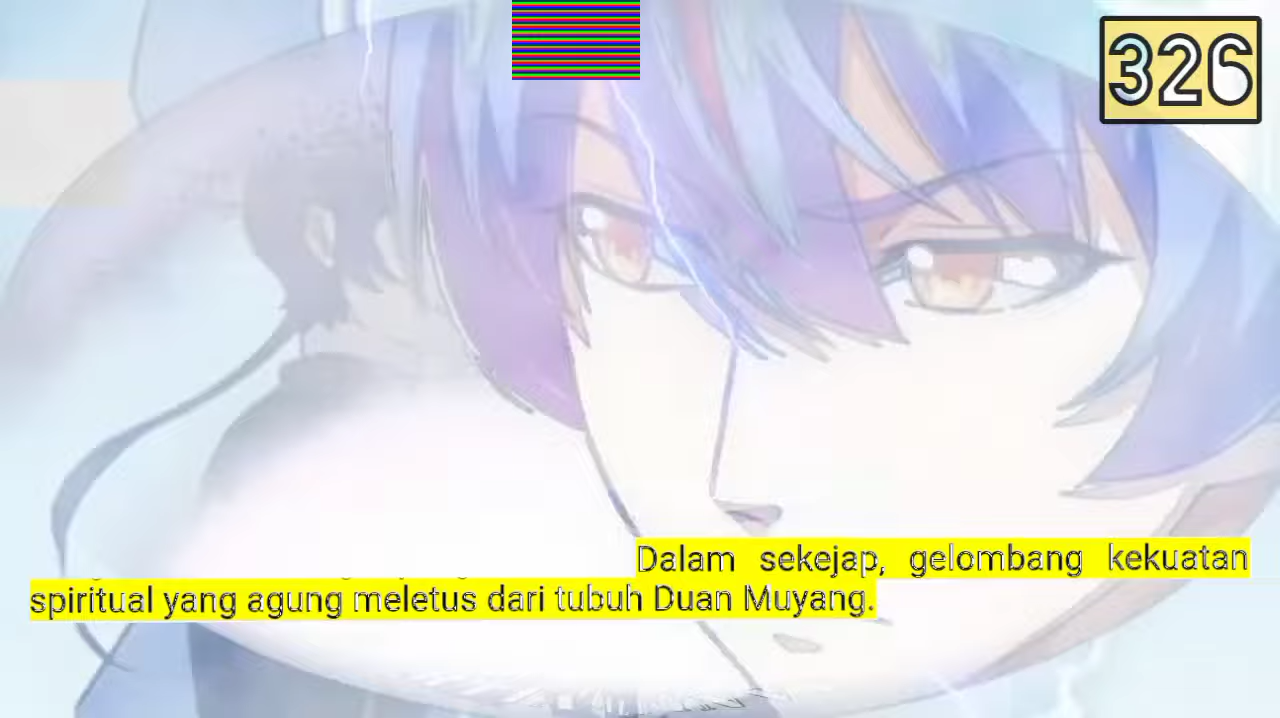 326
Dalam sekejap, gelombang kekuatan
spiritual yang agung meletus dari tubuh Duan Muyang.